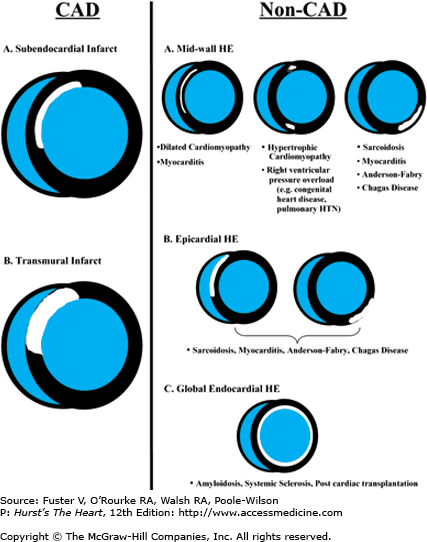 CAD
A. Subendocardial Infarct
B. Transmural Infarct
Non-CAD
A. Mid-wall HE
•Dilated Cardiomyopathy
•Myocarditis
• Hypertrophic
Cardiomyopathy
• Right ventricular
pressure overload
(e.g. congenital
heart disease,
pulmonary HTN)
• Sarcoidosis
• Myocarditis
• Anderson-Fabry
• Chagas Disease
B. Epicardial HE
• Sarcoidosis, Myocarditis, Anderson-Fabry, Chagas Disease
C. Global Endocardial HE
• Amyloidosis, Systemic Sclerosis, Post cardiac transplantation
Source: Fuster V, O'Rourke RA, Walsh RA, Poole-Wilson
P: Hurst's The Heart, 12th Edition: http://www.accessmedicine.com
Copyright © The McGraw-Hill Companies, Inc. All rights reserved.